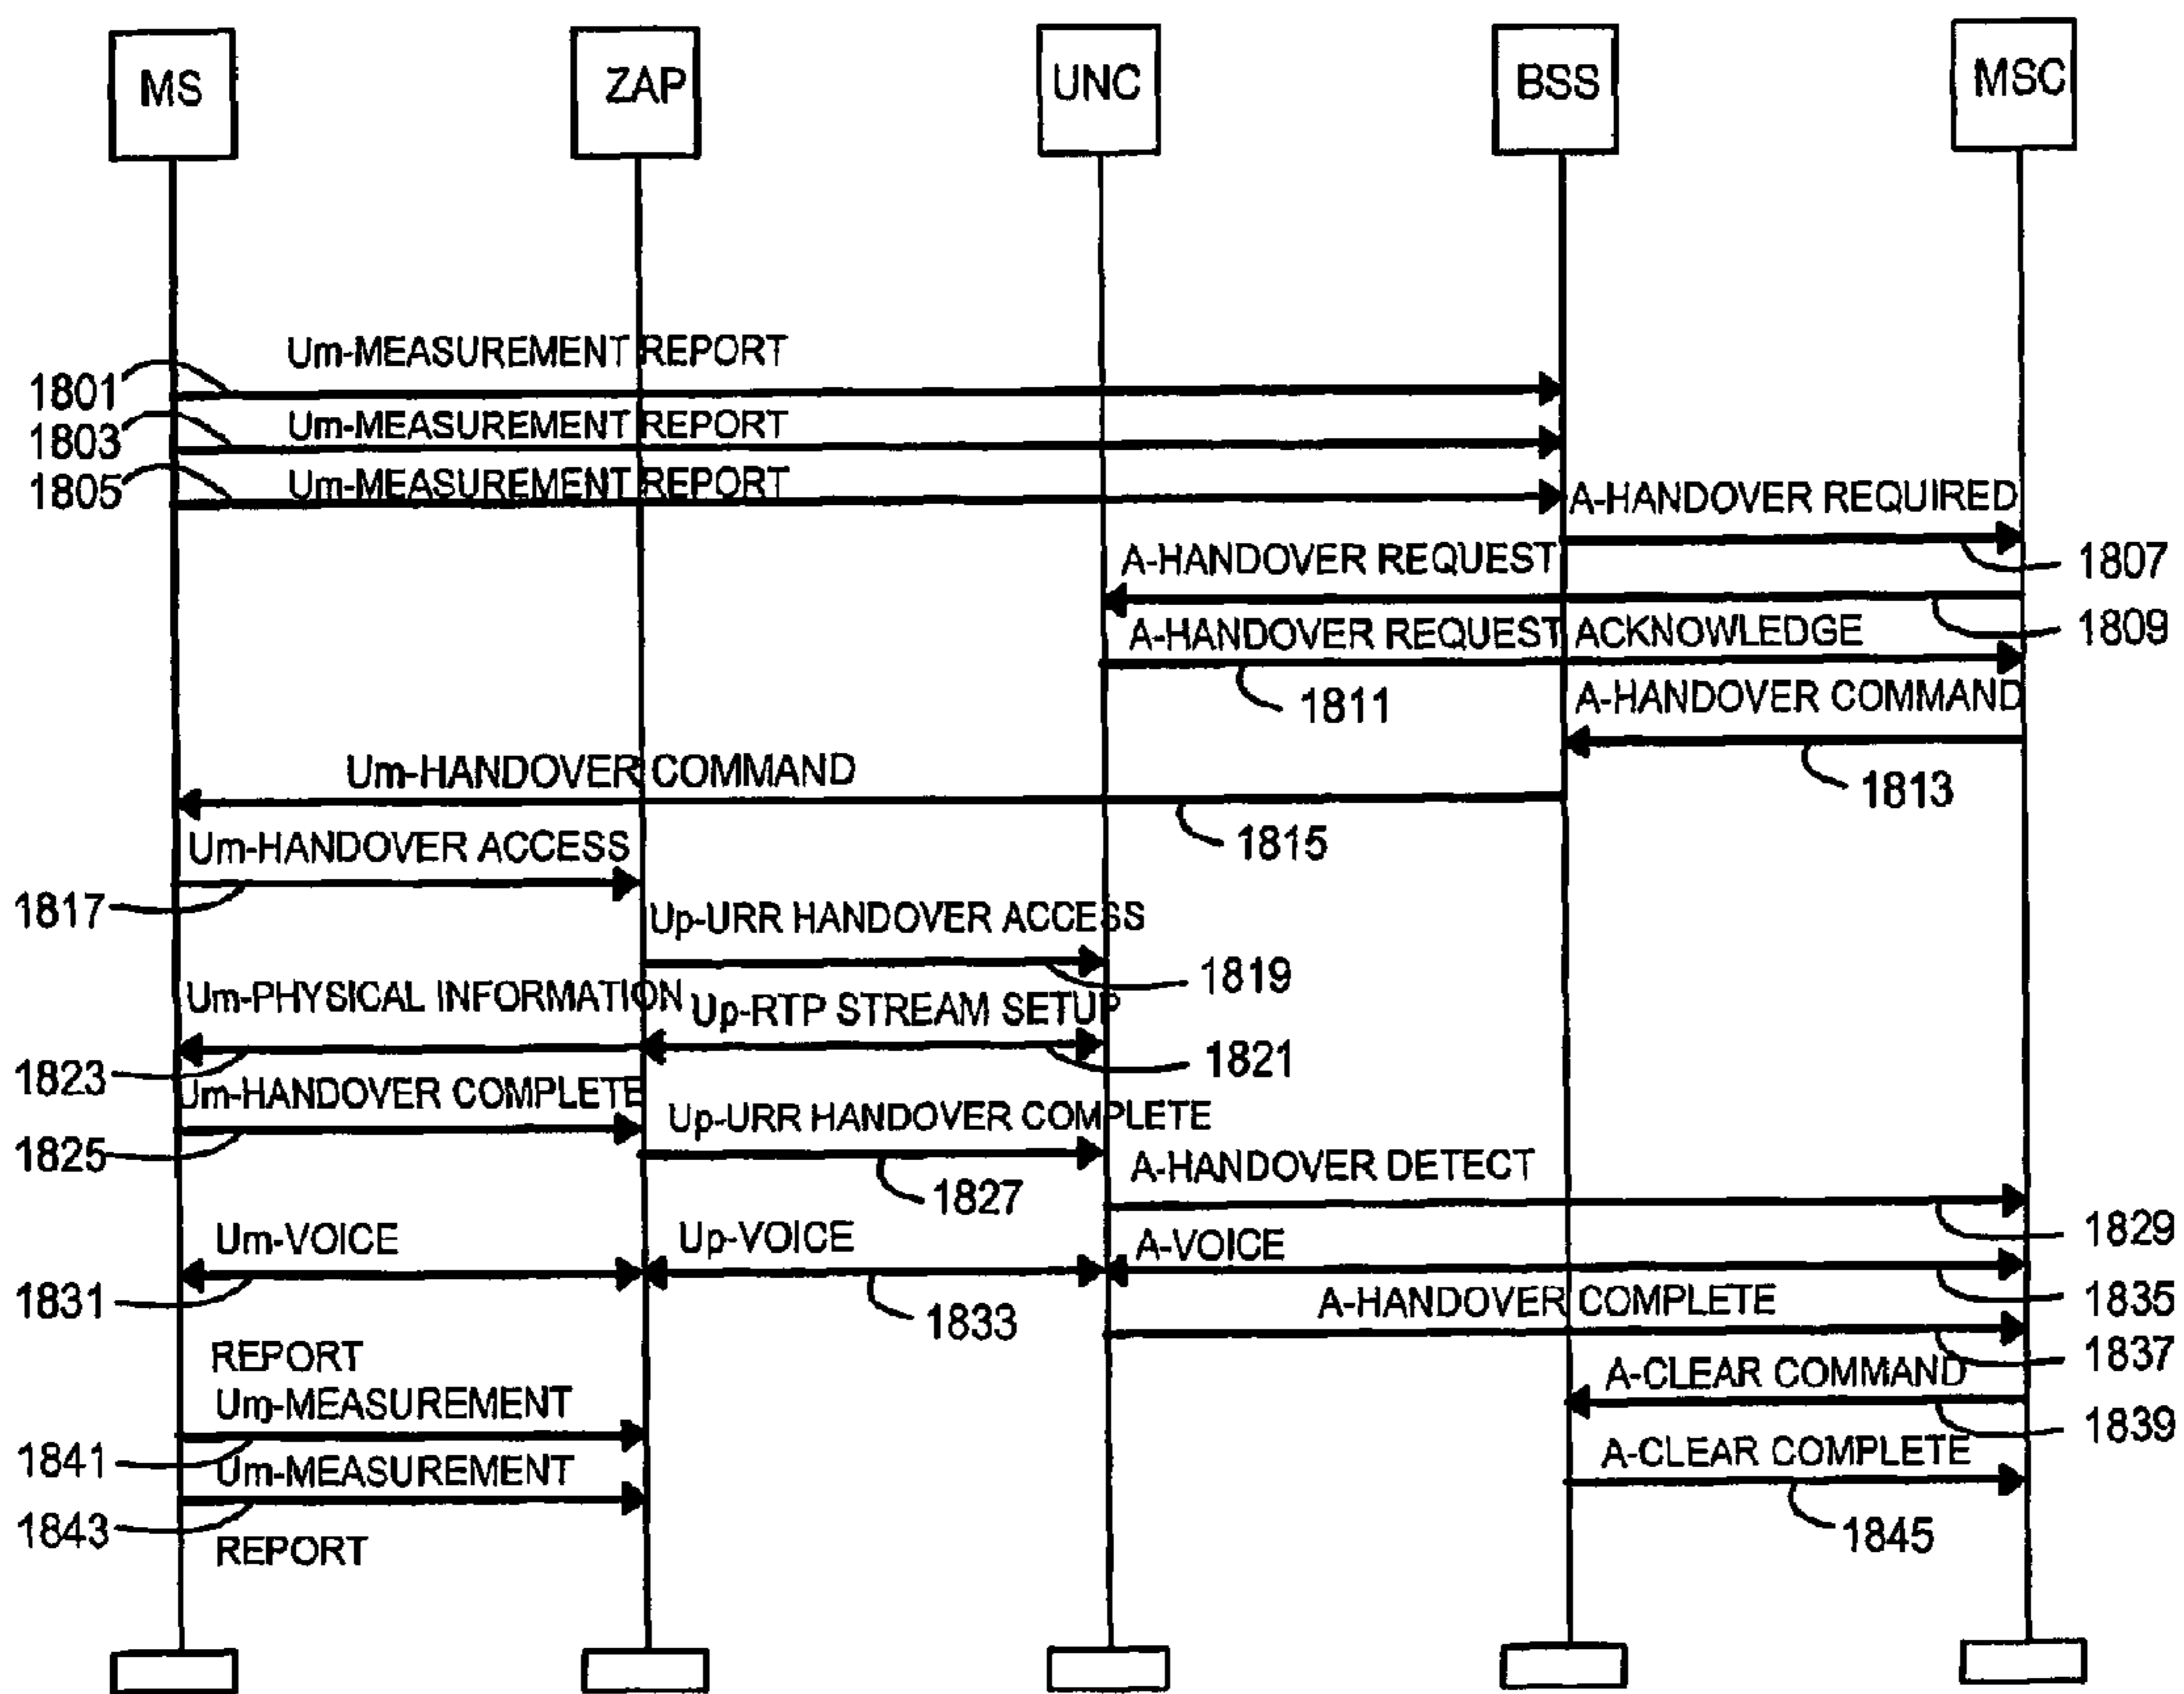 MS
ZAP
UNC
BSS
MSC
Um-MEASUREMENT REPORT
1801
Um-MEASUREMENT REPORT
1803
Um-MEASUREMENT REPORT
1805
A-HANDOVER REQUIRED
1807
A-HANDOVER REQUEST
1809
A-HANDOVER REQUEST ACKNOWLEDGE
1811
A-HANDOVER COMMAND
1813
Um-HANDOVER COMMAND
1815
Um-HANDOVER ACCESS
1817
Up-URR HANDOVER ACCESS
1819
Um-PHYSICAL INFORMATION
Up-RTP STREAM SETUP
1821
1823
Um-HANDOVER COMPLETE
1825
Up-URR HANDOVER COMPLETE
1827
A-HANDOVER DETECT
1829
Um-VOICE
Up-VOICE
A-VOICE
1831
1833
1835
A-HANDOVER COMPLETE
1837
REPORT
Um-MEASUREMENT
1841
A-CLEAR COMMAND
1839
Um-MEASUREMENT
1843
REPORT
A-CLEAR COMPLETE
1845